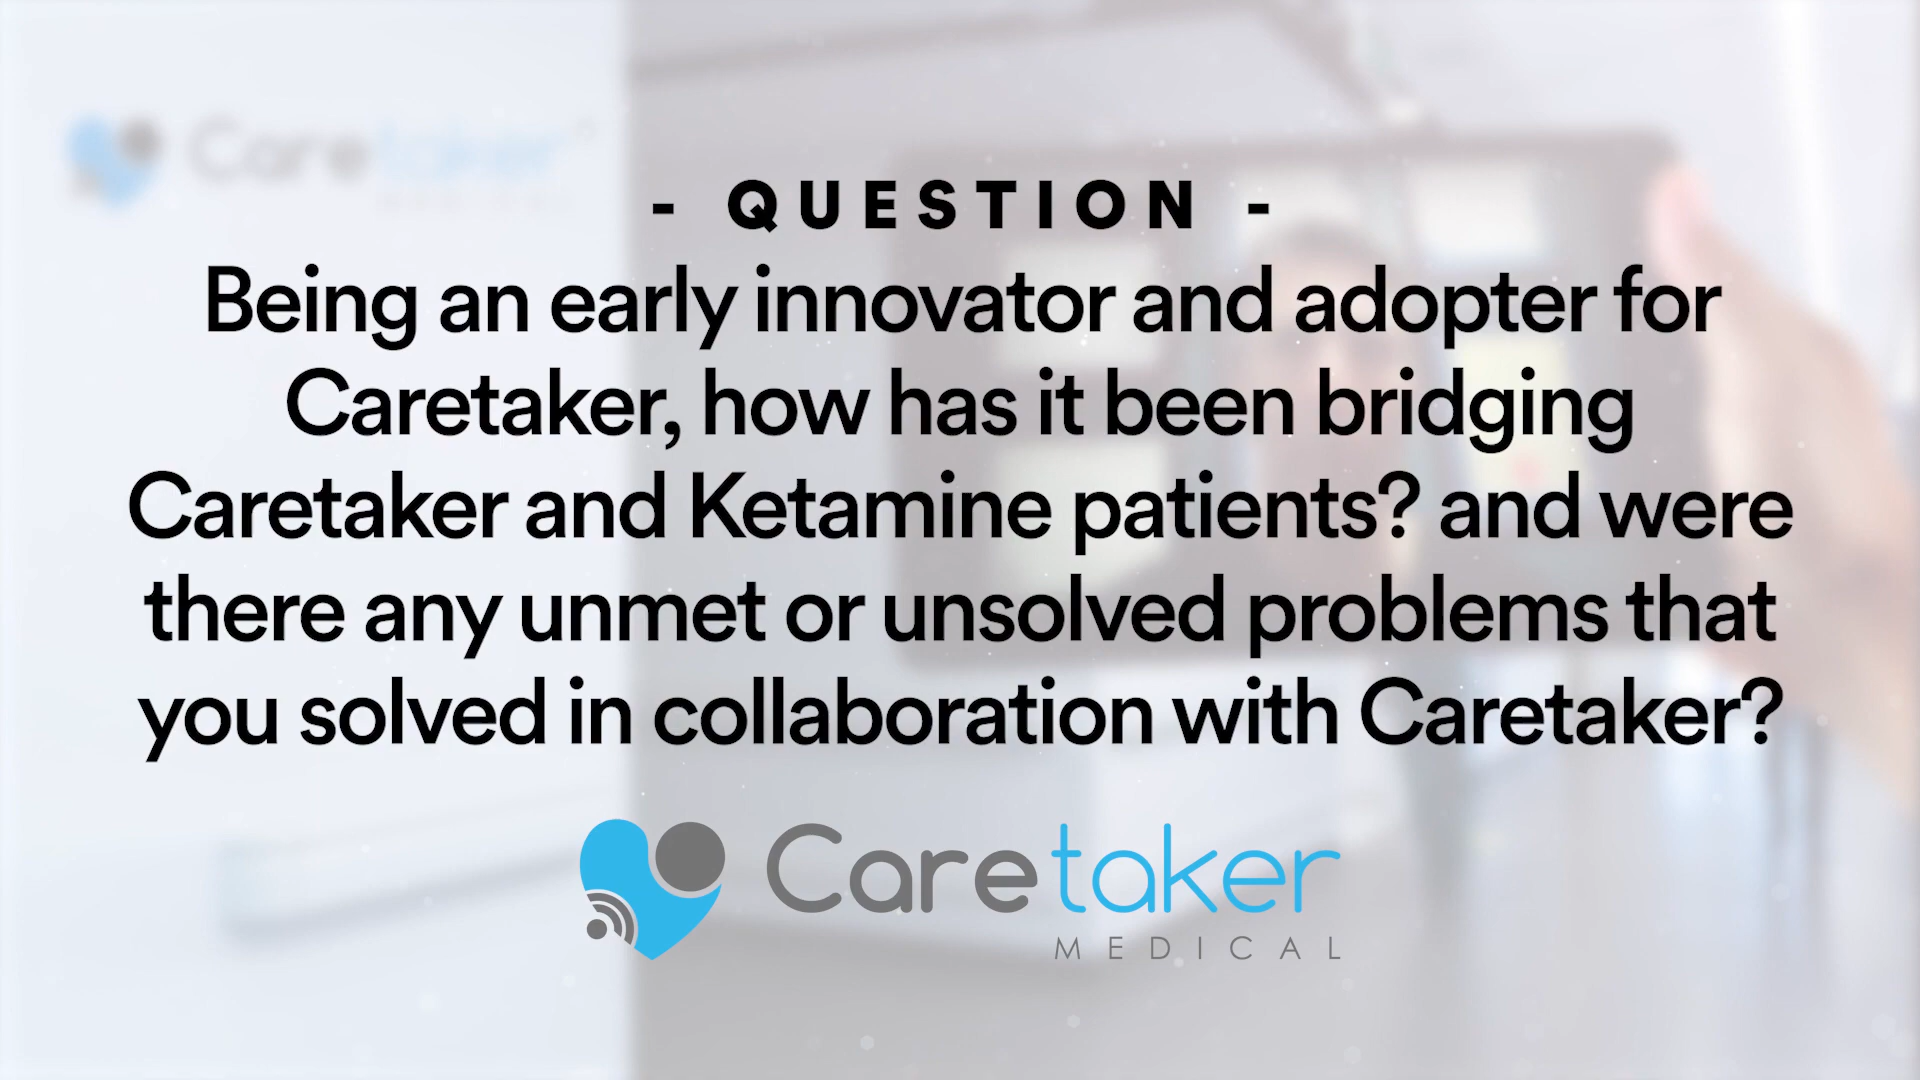 Caretaker
- QUESTION -
Being an early innovator and adopter for
Caretaker, how has it been bridging
Caretaker and Ketamine patients? and were
there any unmet or unsolved problems that
you solved in collaboration with Caretaker?
Caretaker
MEDICAL